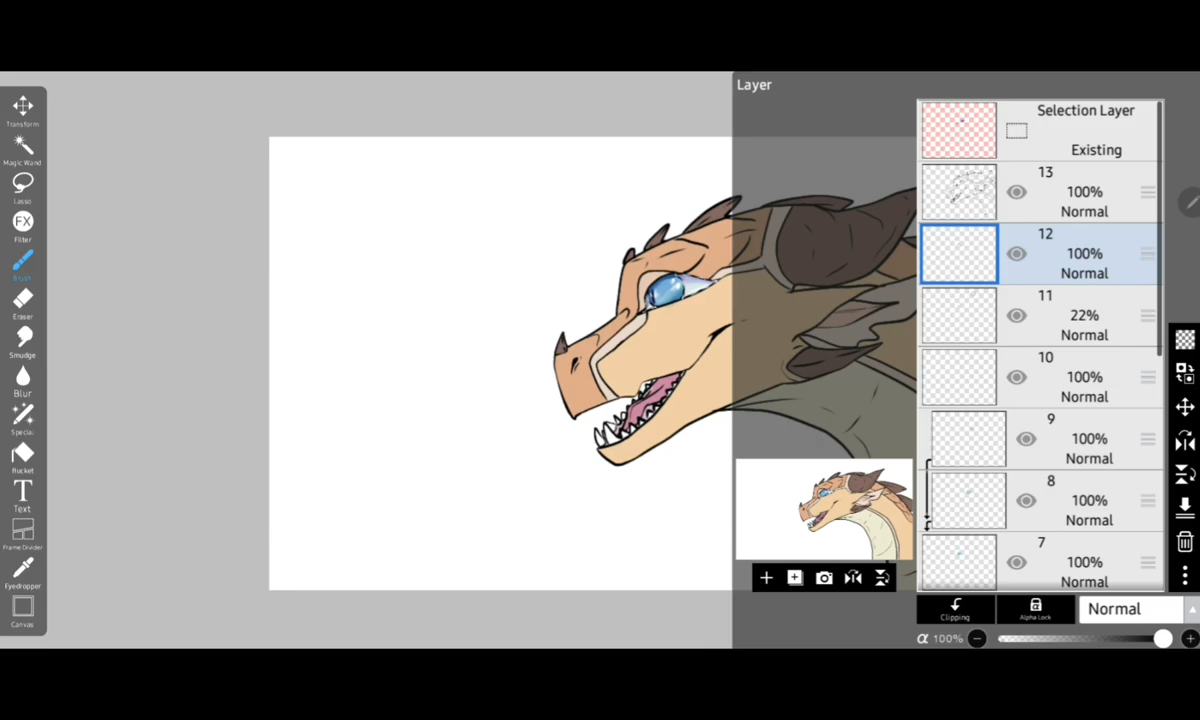 Layer
Transform
Magic Wand
Lasso
FX
Filter
Brush
Eraser
Smudge
Blur
Special
Bucket
T
Text
Frame Divider
Eyedropper
Canvas
Selection Layer
Existing
13
100%
Normal
12
100%
Normal
11
22%
Normal
10
100%
Normal
9
100%
Normal
8
100%
Normal
7
100%
Normal
Clipping
Alpha Lock
Normal
α 100%